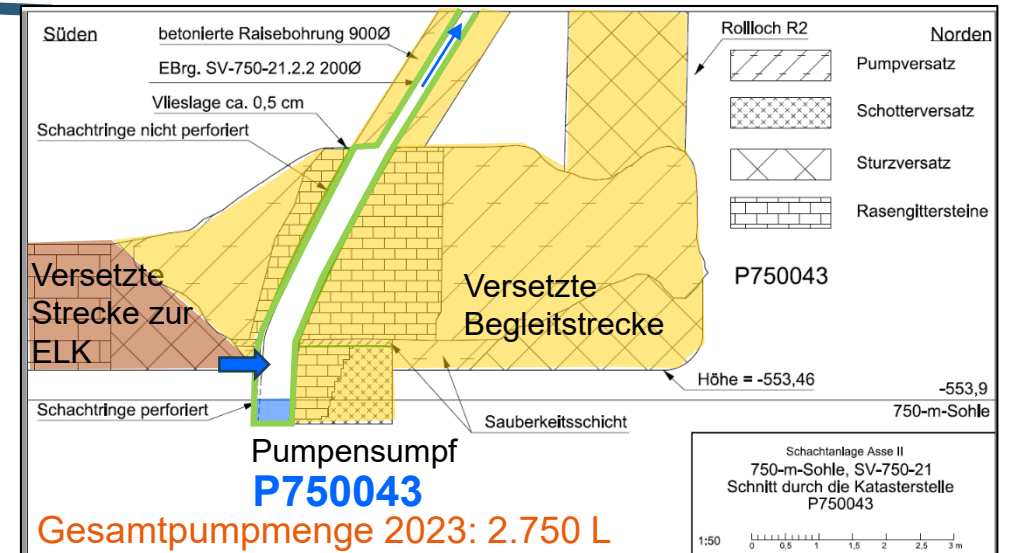 Süden
betonierte Raisebohrung 900Ø
EBrg. SV-750-21.2.2 200Ø
Vlieslage ca. 0,5 cm
Schachtringe nicht perforiert
Rollloch R2
Norden
Pumpversatz
Schotterversatz
Sturzversatz
Rasengittersteine
P750043
Versetzte
Strecke zur
ELK
Versetzte
Begleitstrecke
Höhe = -553,46
-553,9
750-m-Sohle
Schachtringe perforiert
Sauberkeitsschicht
Pumpensumpf
P750043
Gesamtpumpmenge 2023: 2.750 L
Schachtanlage Asse II
750-m-Sohle, SV-750-21
Schnitt durch die Katasterstelle
P750043
1:50
0 0,5 1 1,5 2 2,5 3 m